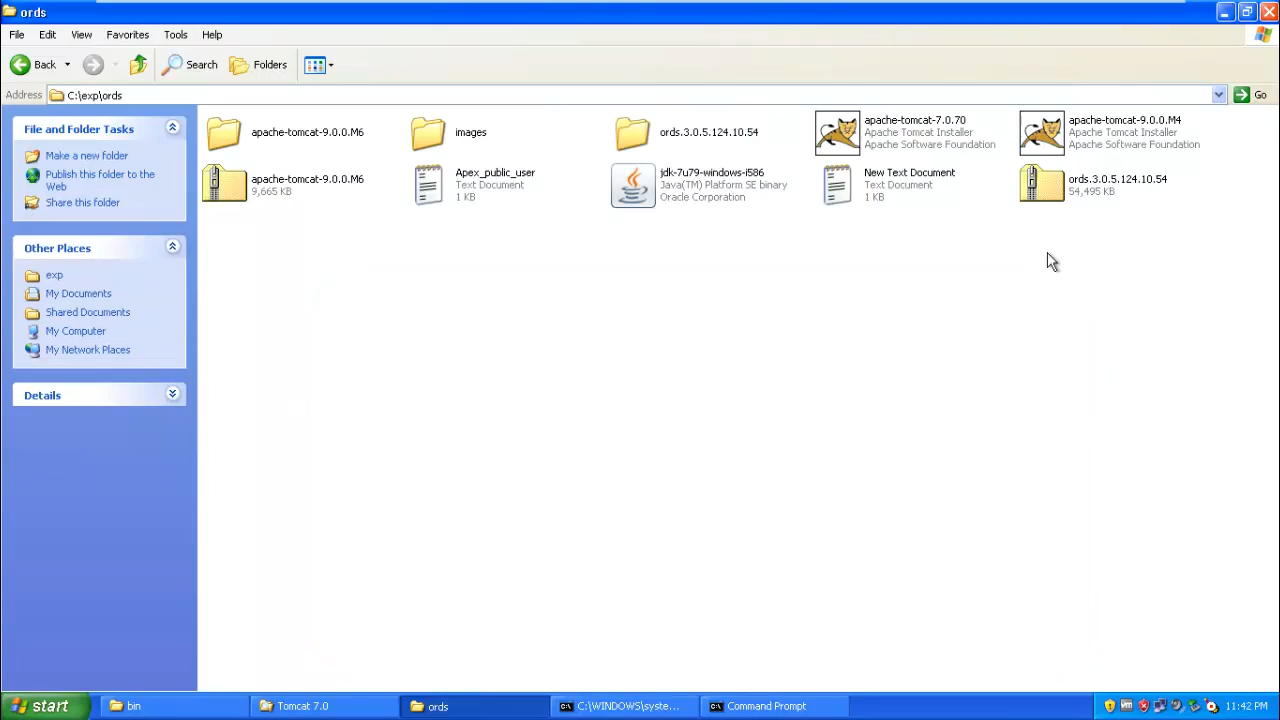 ords
File Edit View Favorites Tools Help
Back Search Folders
Address C:\exp\ords Go
File and Folder Tasks
Make a new folder
Publish this folder to the
Web
Share this folder
Other Places
exp
My Documents
Shared Documents
My Computer
My Network Places
Details
apache-tomcat-9.0.0.M6
images
ords.3.0.5.124.10.54
apache-tomcat-7.0.70
Apache Tomcat Installer
Apache Software Foundation
apache-tomcat-9.0.0.M4
Apache Tomcat Installer
Apache Software Foundation
apache-tomcat-9.0.0.M6
9,665 KB
Apex_public_user
Text Document
1 KB
jdk-7u79-windows-i586
Java(TM) Platform SE binary
Oracle Corporation
New Text Document
Text Document
1 KB
ords.3.0.5.124.10.54
54,495 KB
start bin Tomcat 7.0 ords C:\WINDOWS\syste... Command Prompt 11:42 PM